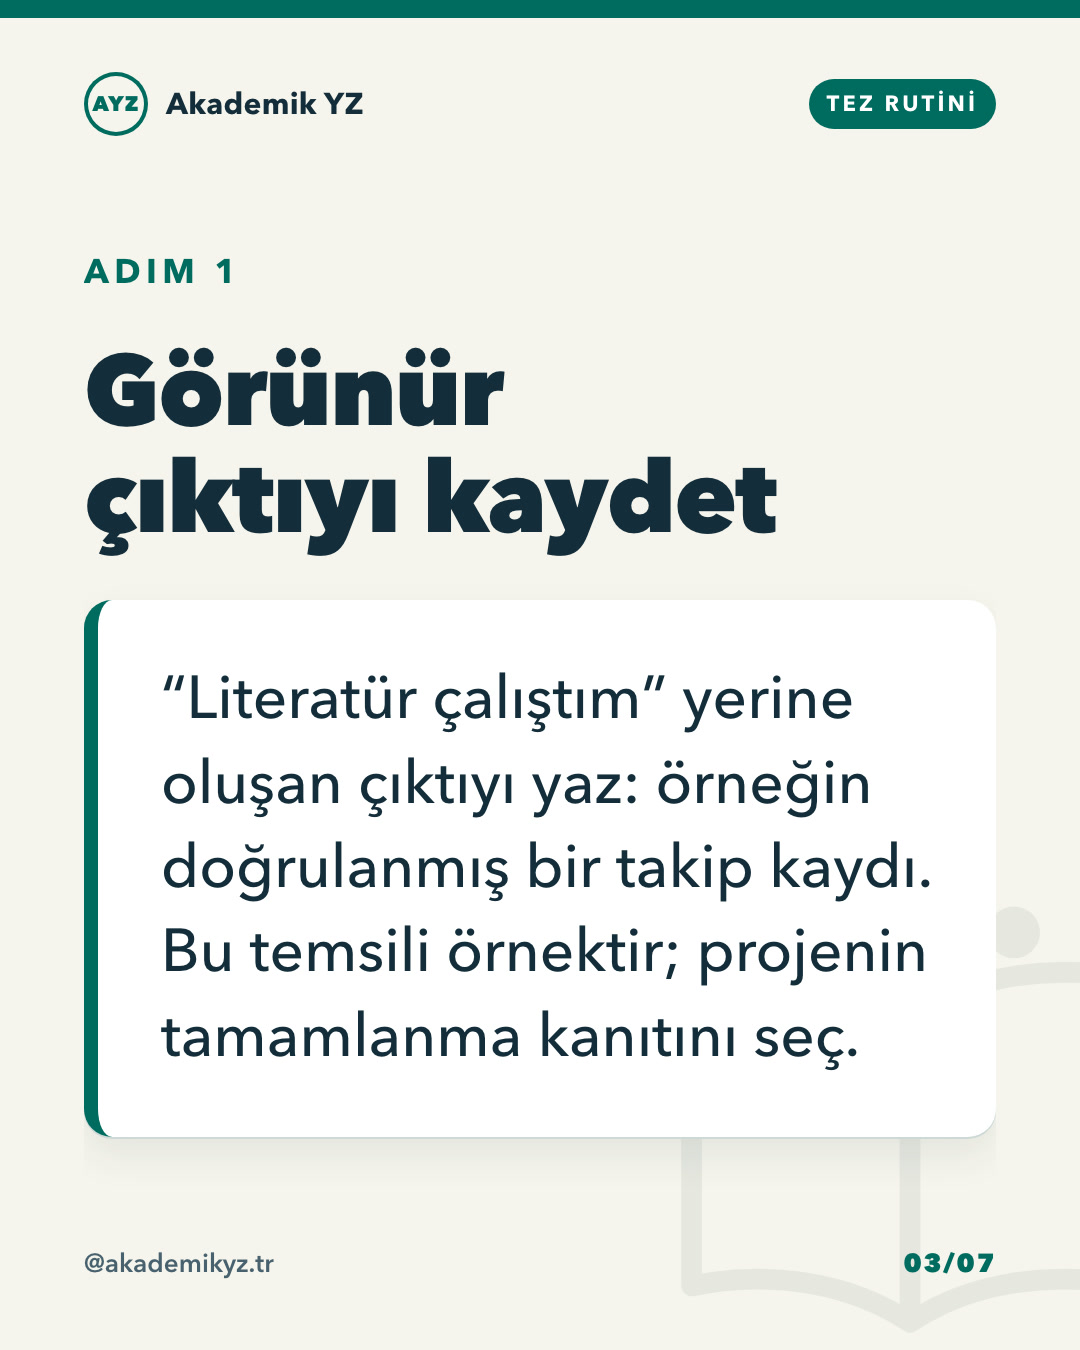 AYZ Akademik YZ
TEZ RUTİNİ
ADIM 1
Görünür
çıktıyı kaydet
“Literatür çalıştım” yerine
oluşan çıktıyı yaz: örneğin
doğrulanmış bir takip kaydı.
Bu temsili örnektir; projenin
tamamlanma kanıtını seç.
@akademikyz.tr
03/07